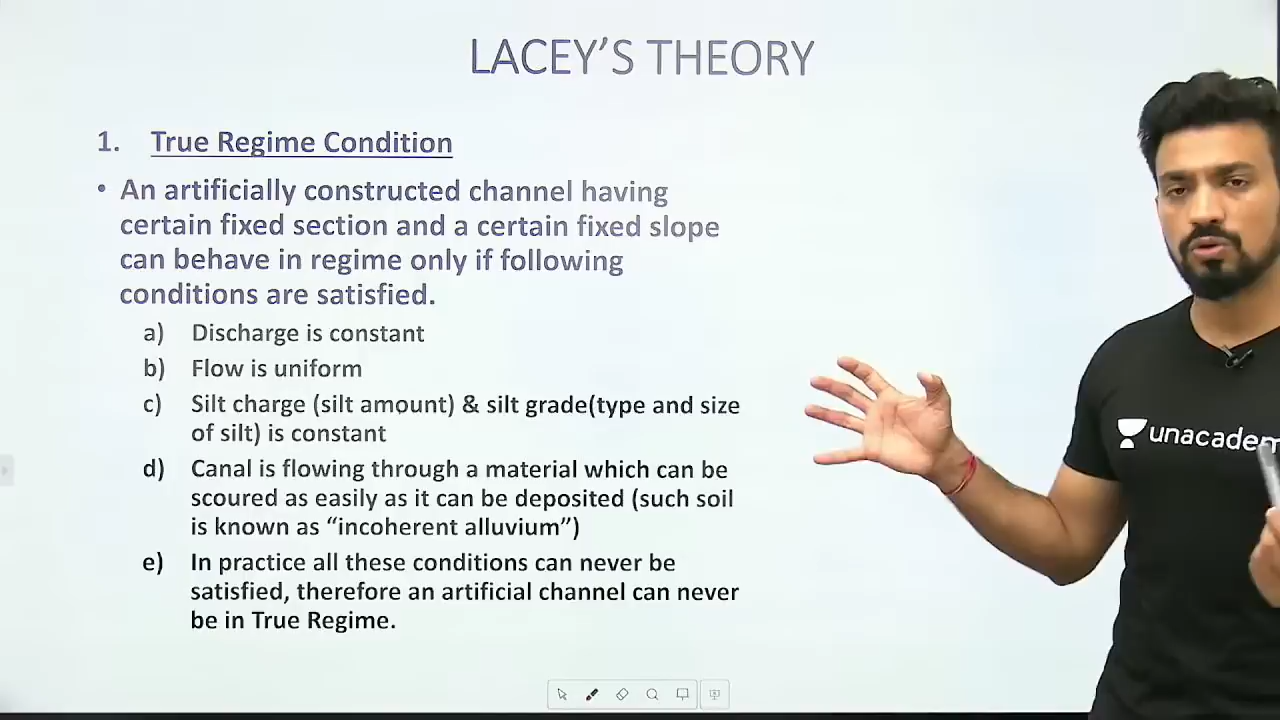 LACEY'S THEORY
1. True Regime Condition
• An artificially constructed channel having
certain fixed section and a certain fixed slope
can behave in regime only if following
conditions are satisfied.
a) Discharge is constant
b) Flow is uniform
c) Silt charge (silt amount) & silt grade(type and size
of silt) is constant
d) Canal is flowing through a material which can be
scoured as easily as it can be deposited (such soil
is known as “incoherent alluvium”)
e) In practice all these conditions can never be
satisfied, therefore an artificial channel can never
be in True Regime.
unacadem